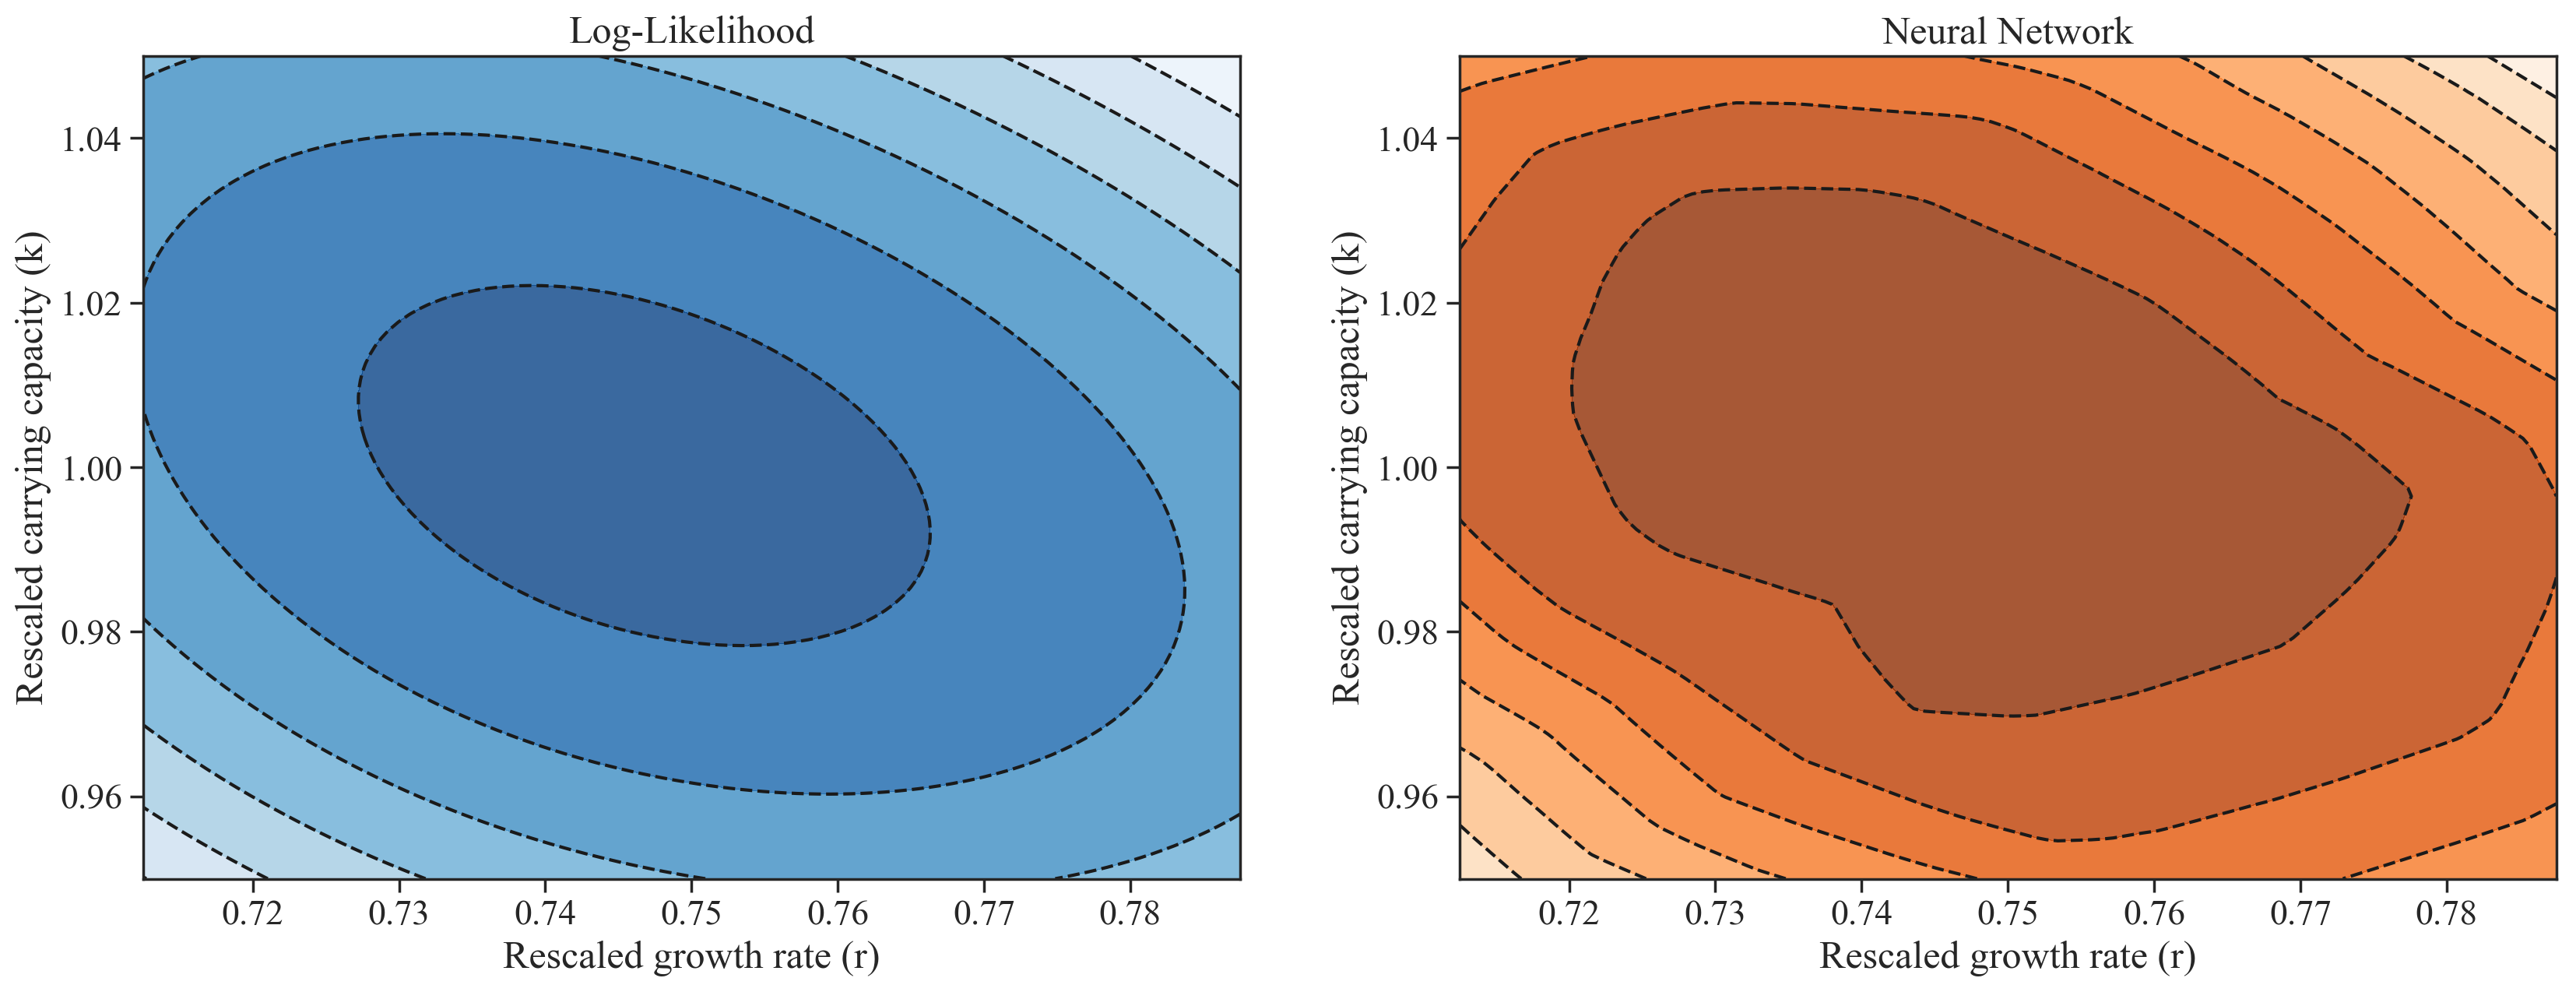 Log-Likelihood
Rescaled carrying capacity (k)
1.04
1.02
1.00
0.98
0.96
0.72 0.73 0.74 0.75 0.76 0.77 0.78
Rescaled growth rate (r)
Neural Network
Rescaled carrying capacity (k)
1.04
1.02
1.00
0.98
0.96
0.72 0.73 0.74 0.75 0.76 0.77 0.78
Rescaled growth rate (r)